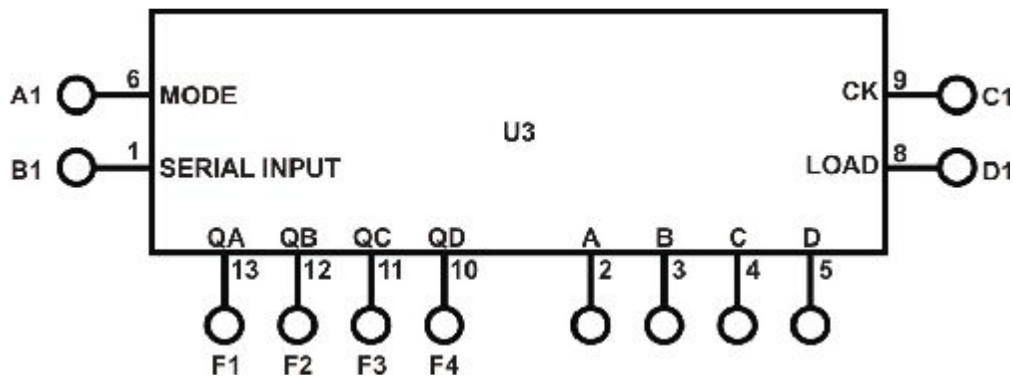 A1 6 MODE CK 9 C1
U3
B1 1 SERIAL INPUT LOAD 8 D1
QA QB QC QD A B C D
13 12 11 10 2 3 4 5
F1 F2 F3 F4